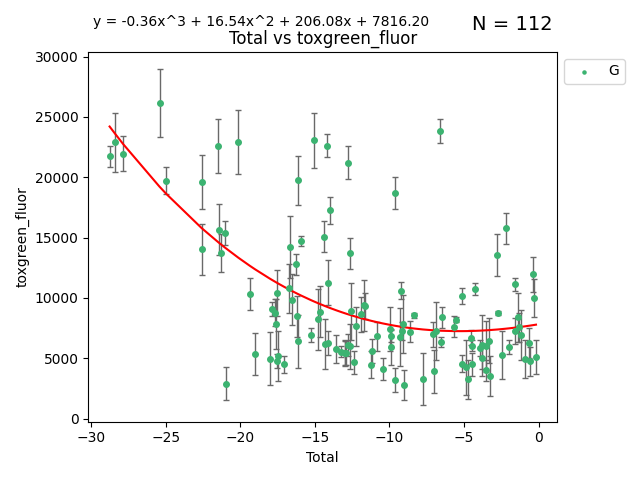 y = -0.36x^3 + 16.54x^2 + 206.08x + 7816.20
N = 112
Total vs toxgreen_fluor
G
30000
25000
20000
15000
10000
5000
0
toxgreen_fluor
−30 −25 −20 −15 −10 −5 0
Total